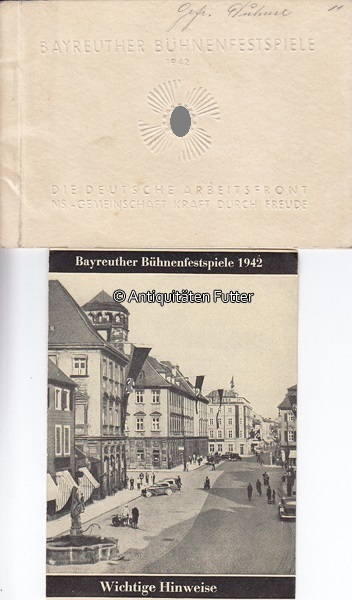 BAYREUTHER BÜHNENFESTSPIELE
1942
DIE DEUTSCHE ARBEITSFRONT
NS-GEMEINSCHAFT KRAFT DURCH FREUDE
Bayreuther Bühnenfestspiele 1942
© Antiquitäten Futter
Wichtige Hinweise